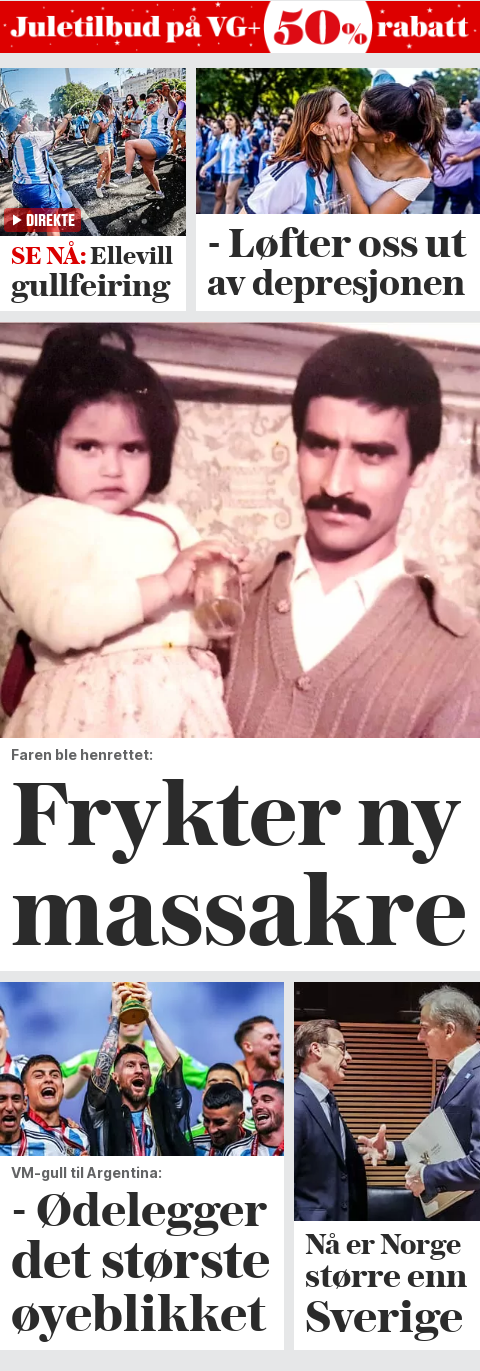 Juletilbud på VG+ 50% rabatt
DIREKTE
SE NÅ: Ellevill
gullfeiring
- Løfter oss ut
av depresjonen
Faren ble henrettet:
Frykter ny
massakre
VM-gull til Argentina:
- Ødelegger
det største
øyeblikket
Nå er Norge
større enn
Sverige